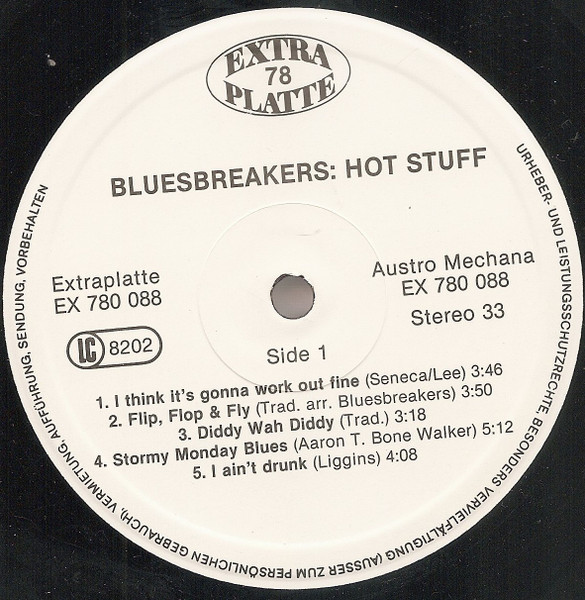 EXTRA
78
PLATTE
BLUESBREAKERS: HOT STUFF
Extraplatte
EX 780 088
LC 8202
Austro Mechana
EX 780 088
Stereo 33
Side 1
1. I think it's gonna work out fine (Seneca/Lee) 3:46
2. Flip, Flop & Fly (Trad. arr. Bluesbreakers) 3:50
3. Diddy Wah Diddy (Trad.) 3:18
4. Stormy Monday Blues (Aaron T. Bone Walker) 5:12
5. I ain't drunk (Liggins) 4:08
URHEBER- UND LEISTUNGSSCHUTZRECHTE, BESONDERS VERVIELFÄLTIGUNG (AUSSER ZUM PERSÖNLICHEN GEBRAUCH), VERMIETUNG, AUFFÜHRUNG, SENDUNG, VORBEHALTEN